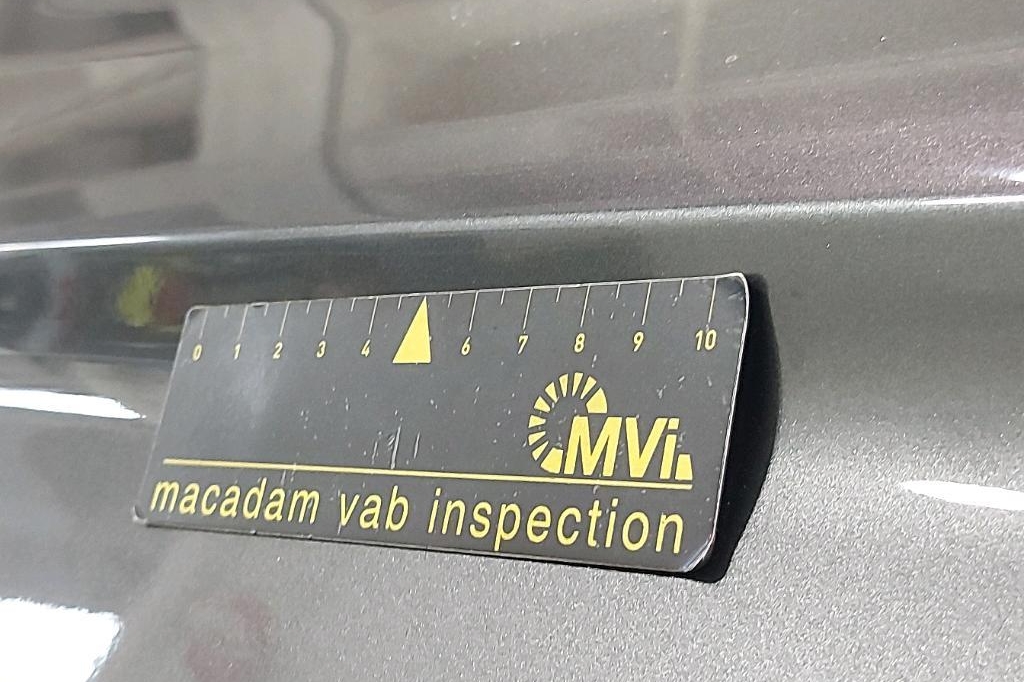 0 1 2 3 4 6 7 8 9 10
MVi
macadam vab inspection